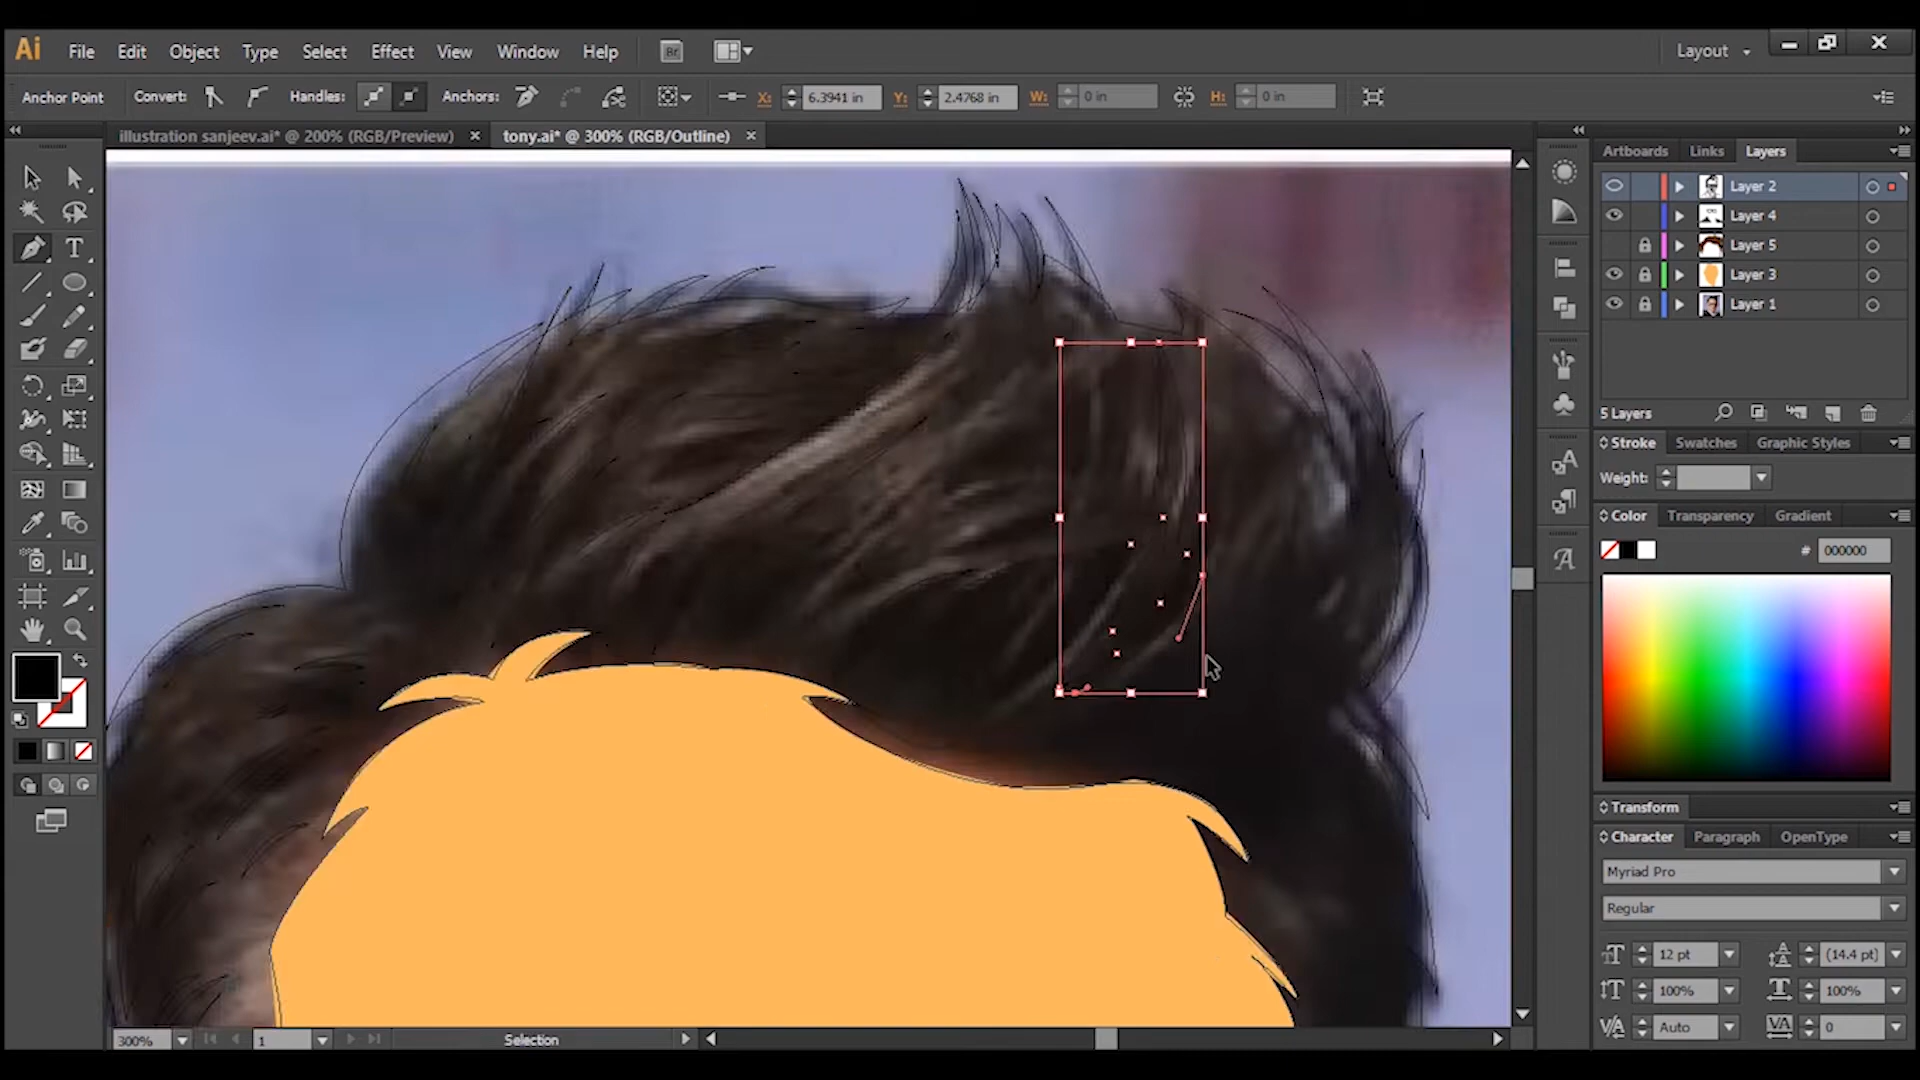 Ai File Edit Object Type Select Effect View Window Help Br Layout
Anchor Point Convert: Handles: Anchors: X: 6.3941 in Y: 2.4768 in W: 0 in H: 0 in
illustration sanjeev.ai* @ 200% (RGB/Preview) tony.ai* @ 300% (RGB/Outline)
Artboards Links Layers
Layer 2
Layer 4
Layer 5
Layer 3
Layer 1
5 Layers
Stroke Swatches Graphic Styles
Weight:
Color Transparency Gradient
# 000000
Transform
Character Paragraph OpenType
Myriad Pro
Regular
12 pt (14.4 pt)
100% 100%
Auto 0
300% 1 Selection